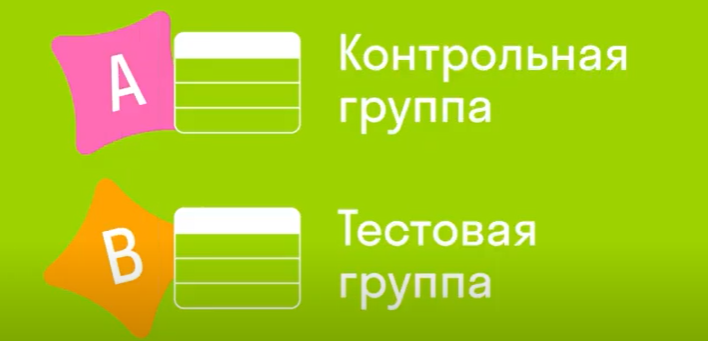 A
Контрольная
группа
B
Тестовая
группа